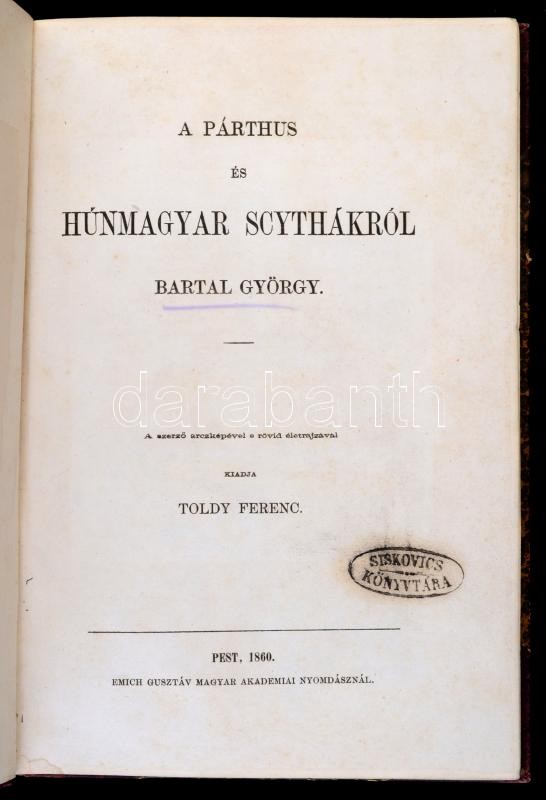 A PÁRTHUS
ÉS
HÚNMAGYAR SCYTHÁKRÓL
BARTAL GYÖRGY.
darabanth
A szerző arczképével s rövid életrajzával
KIADJA
TOLDY FERENC.
SISKOVICS
KÖNYVTÁRA
PEST, 1860.
EMICH GUSZTÁV MAGYAR AKADEMIAI NYOMDÁSZNÁL.